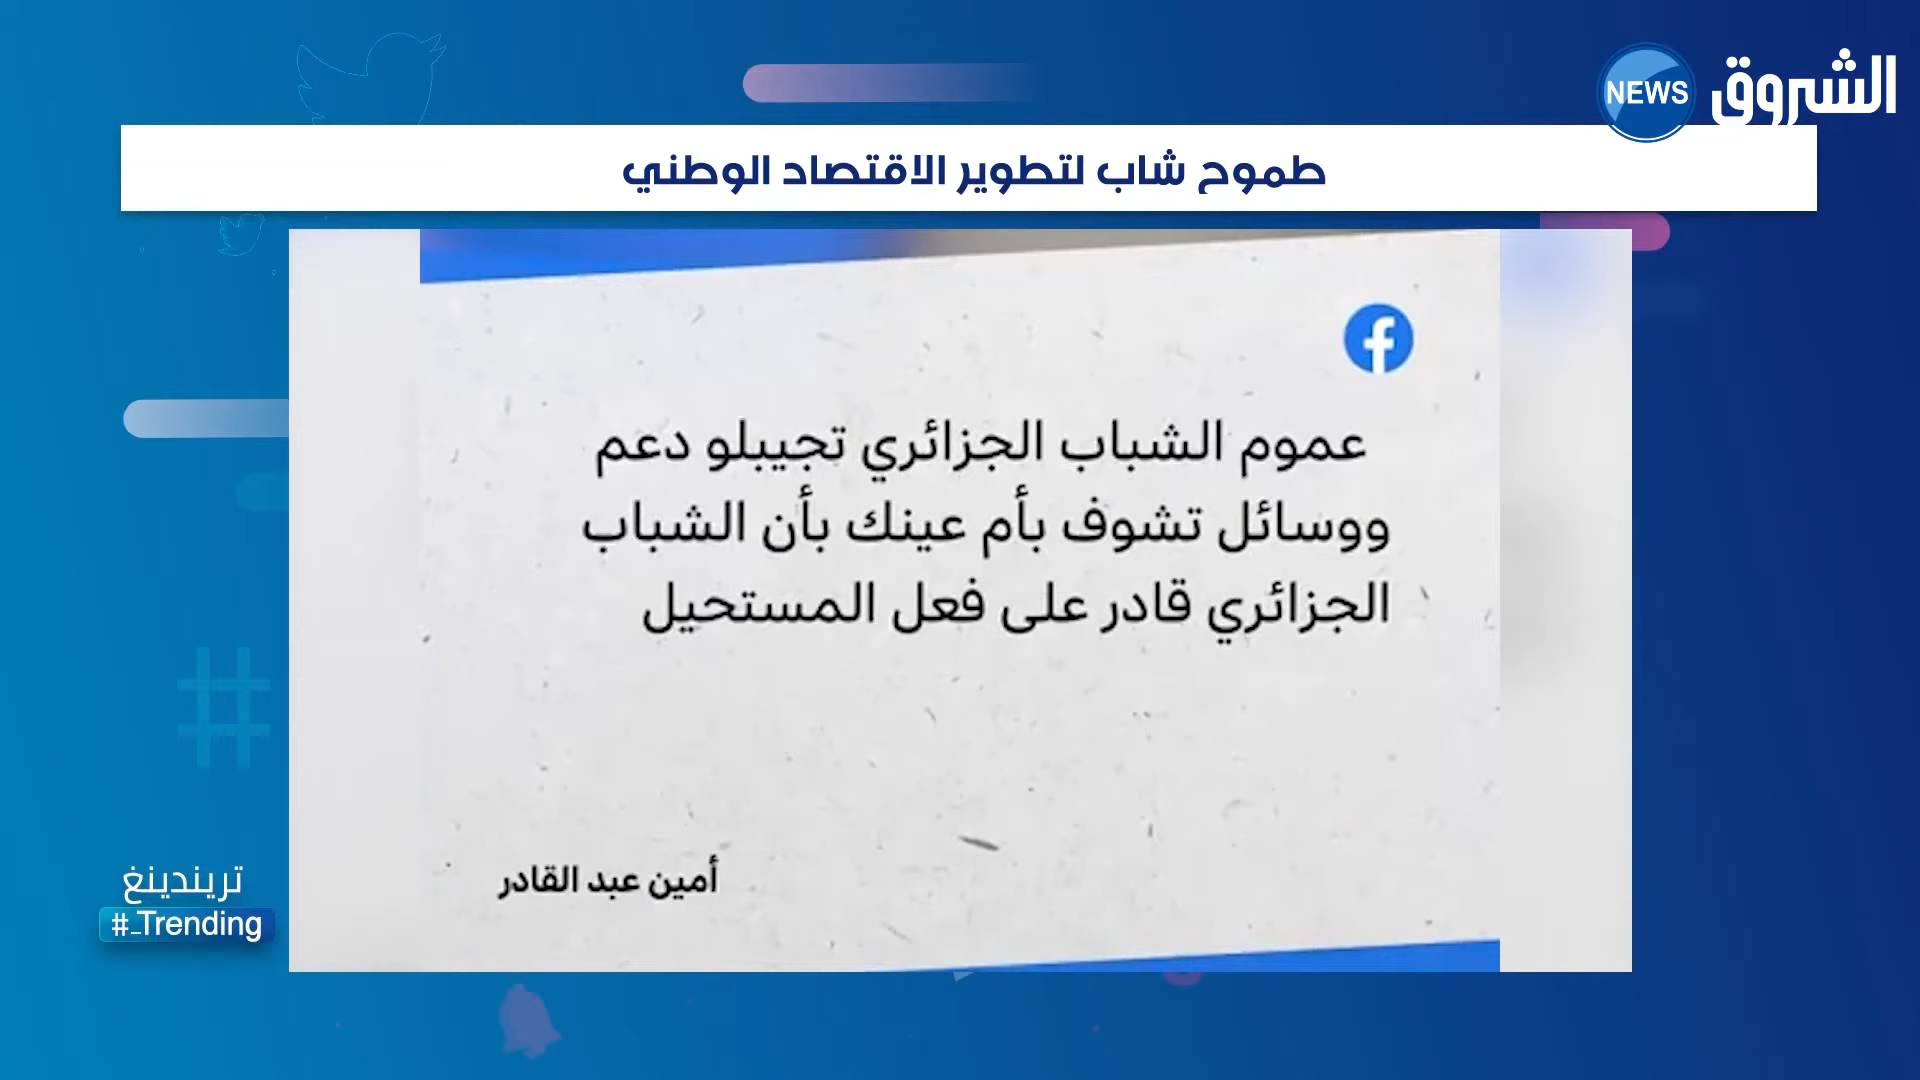 الشروق NEWS
طموح شاب لتطوير الاقتصاد الوطني
عموم الشباب الجزائري تجيبلو دعم
ووسائل تشوف بأم عينك بأن الشباب
الجزائري قادر على فعل المستحيل
أمين عبد القادر
تريندينغ
#_Trending